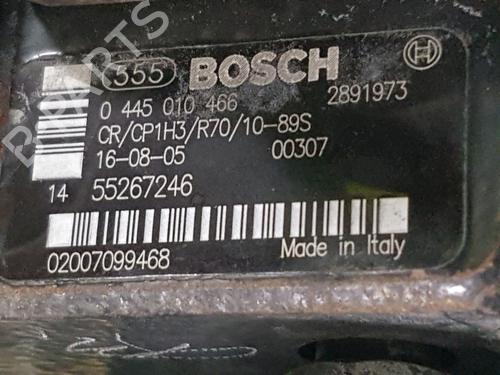 555 BOSCH
0 445 010 466 2891973
CR/CP1H3/R70/10-89S
16-08-05 00307
14 55267246
02007099468 Made in Italy
B-PARTS